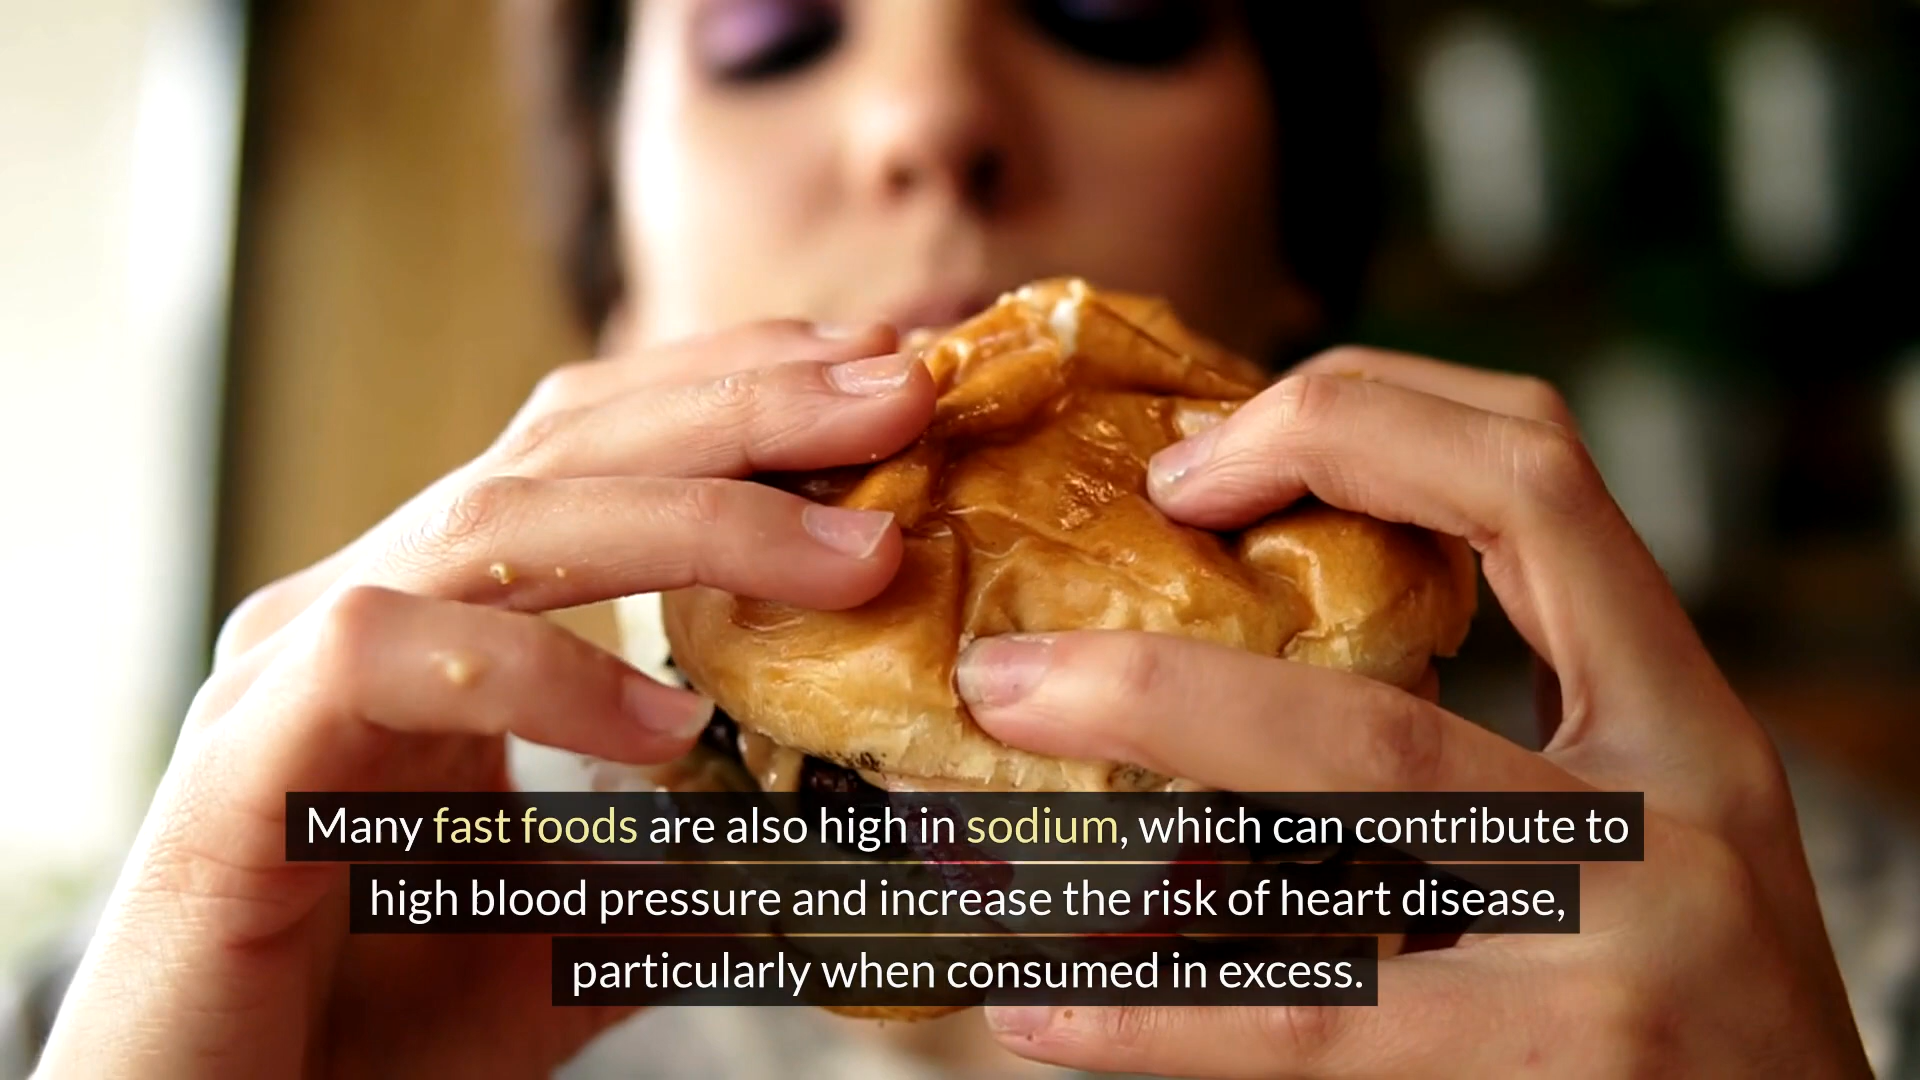 Many fast foods are also high in sodium, which can contribute to
high blood pressure and increase the risk of heart disease,
particularly when consumed in excess.